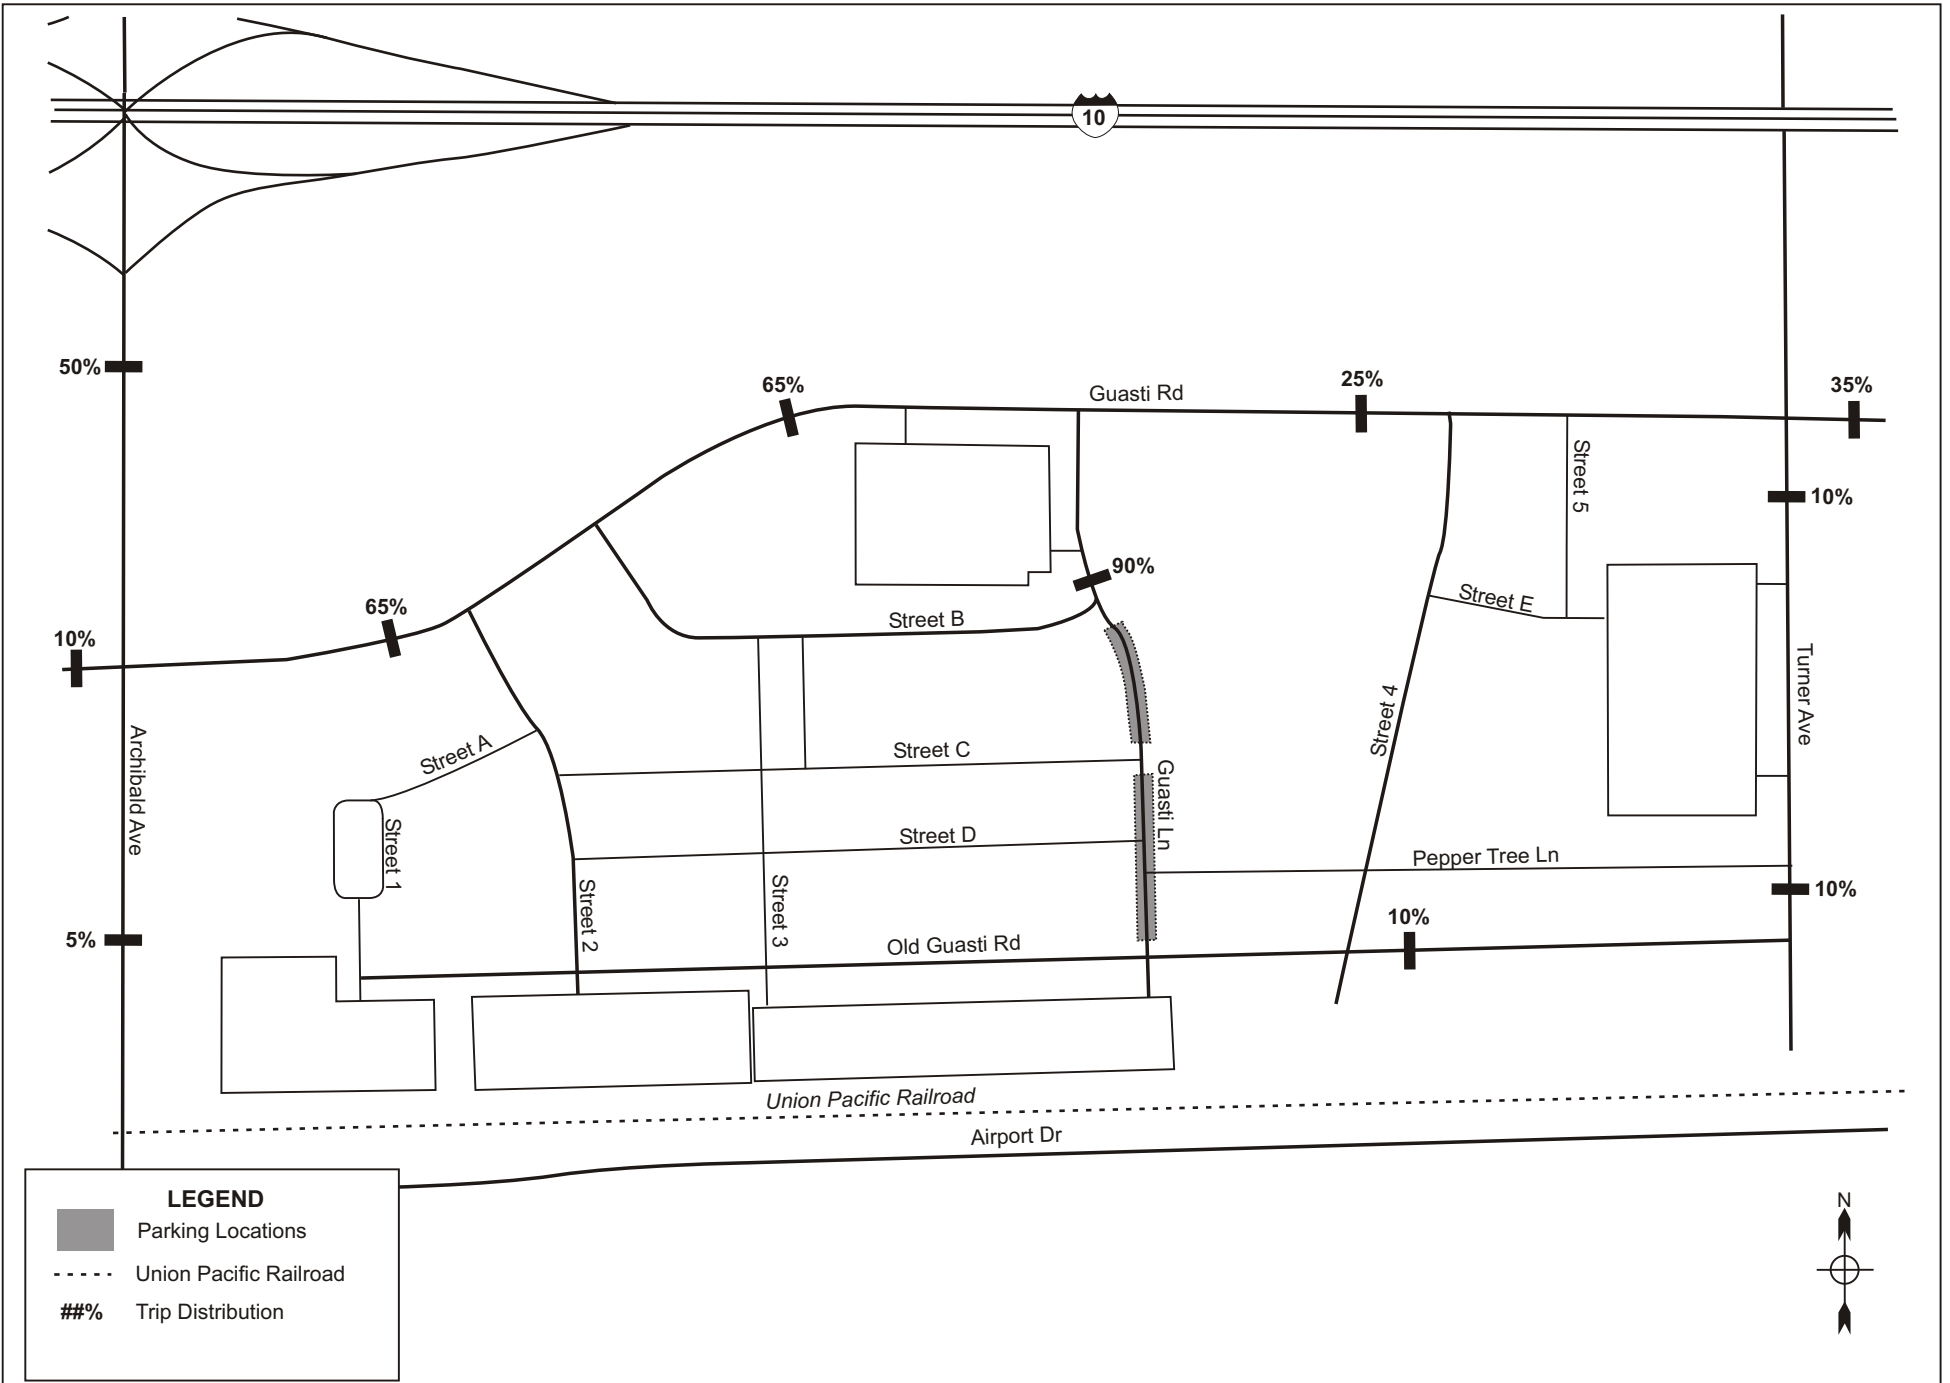 10
50%
65%
Guasti Rd
25%
35%
Street 5
10%
90%
65%
Street E
Street B
10%
Archibald Ave
Street A
Street C
Guasti Ln
Street 4
Turner Ave
Street 1
Street D
Pepper Tree Ln
Street 2
Street 3
10%
10%
5%
Old Guasti Rd
Union Pacific Railroad
Airport Dr
LEGEND
Parking Locations
Union Pacific Railroad
##% Trip Distribution
N